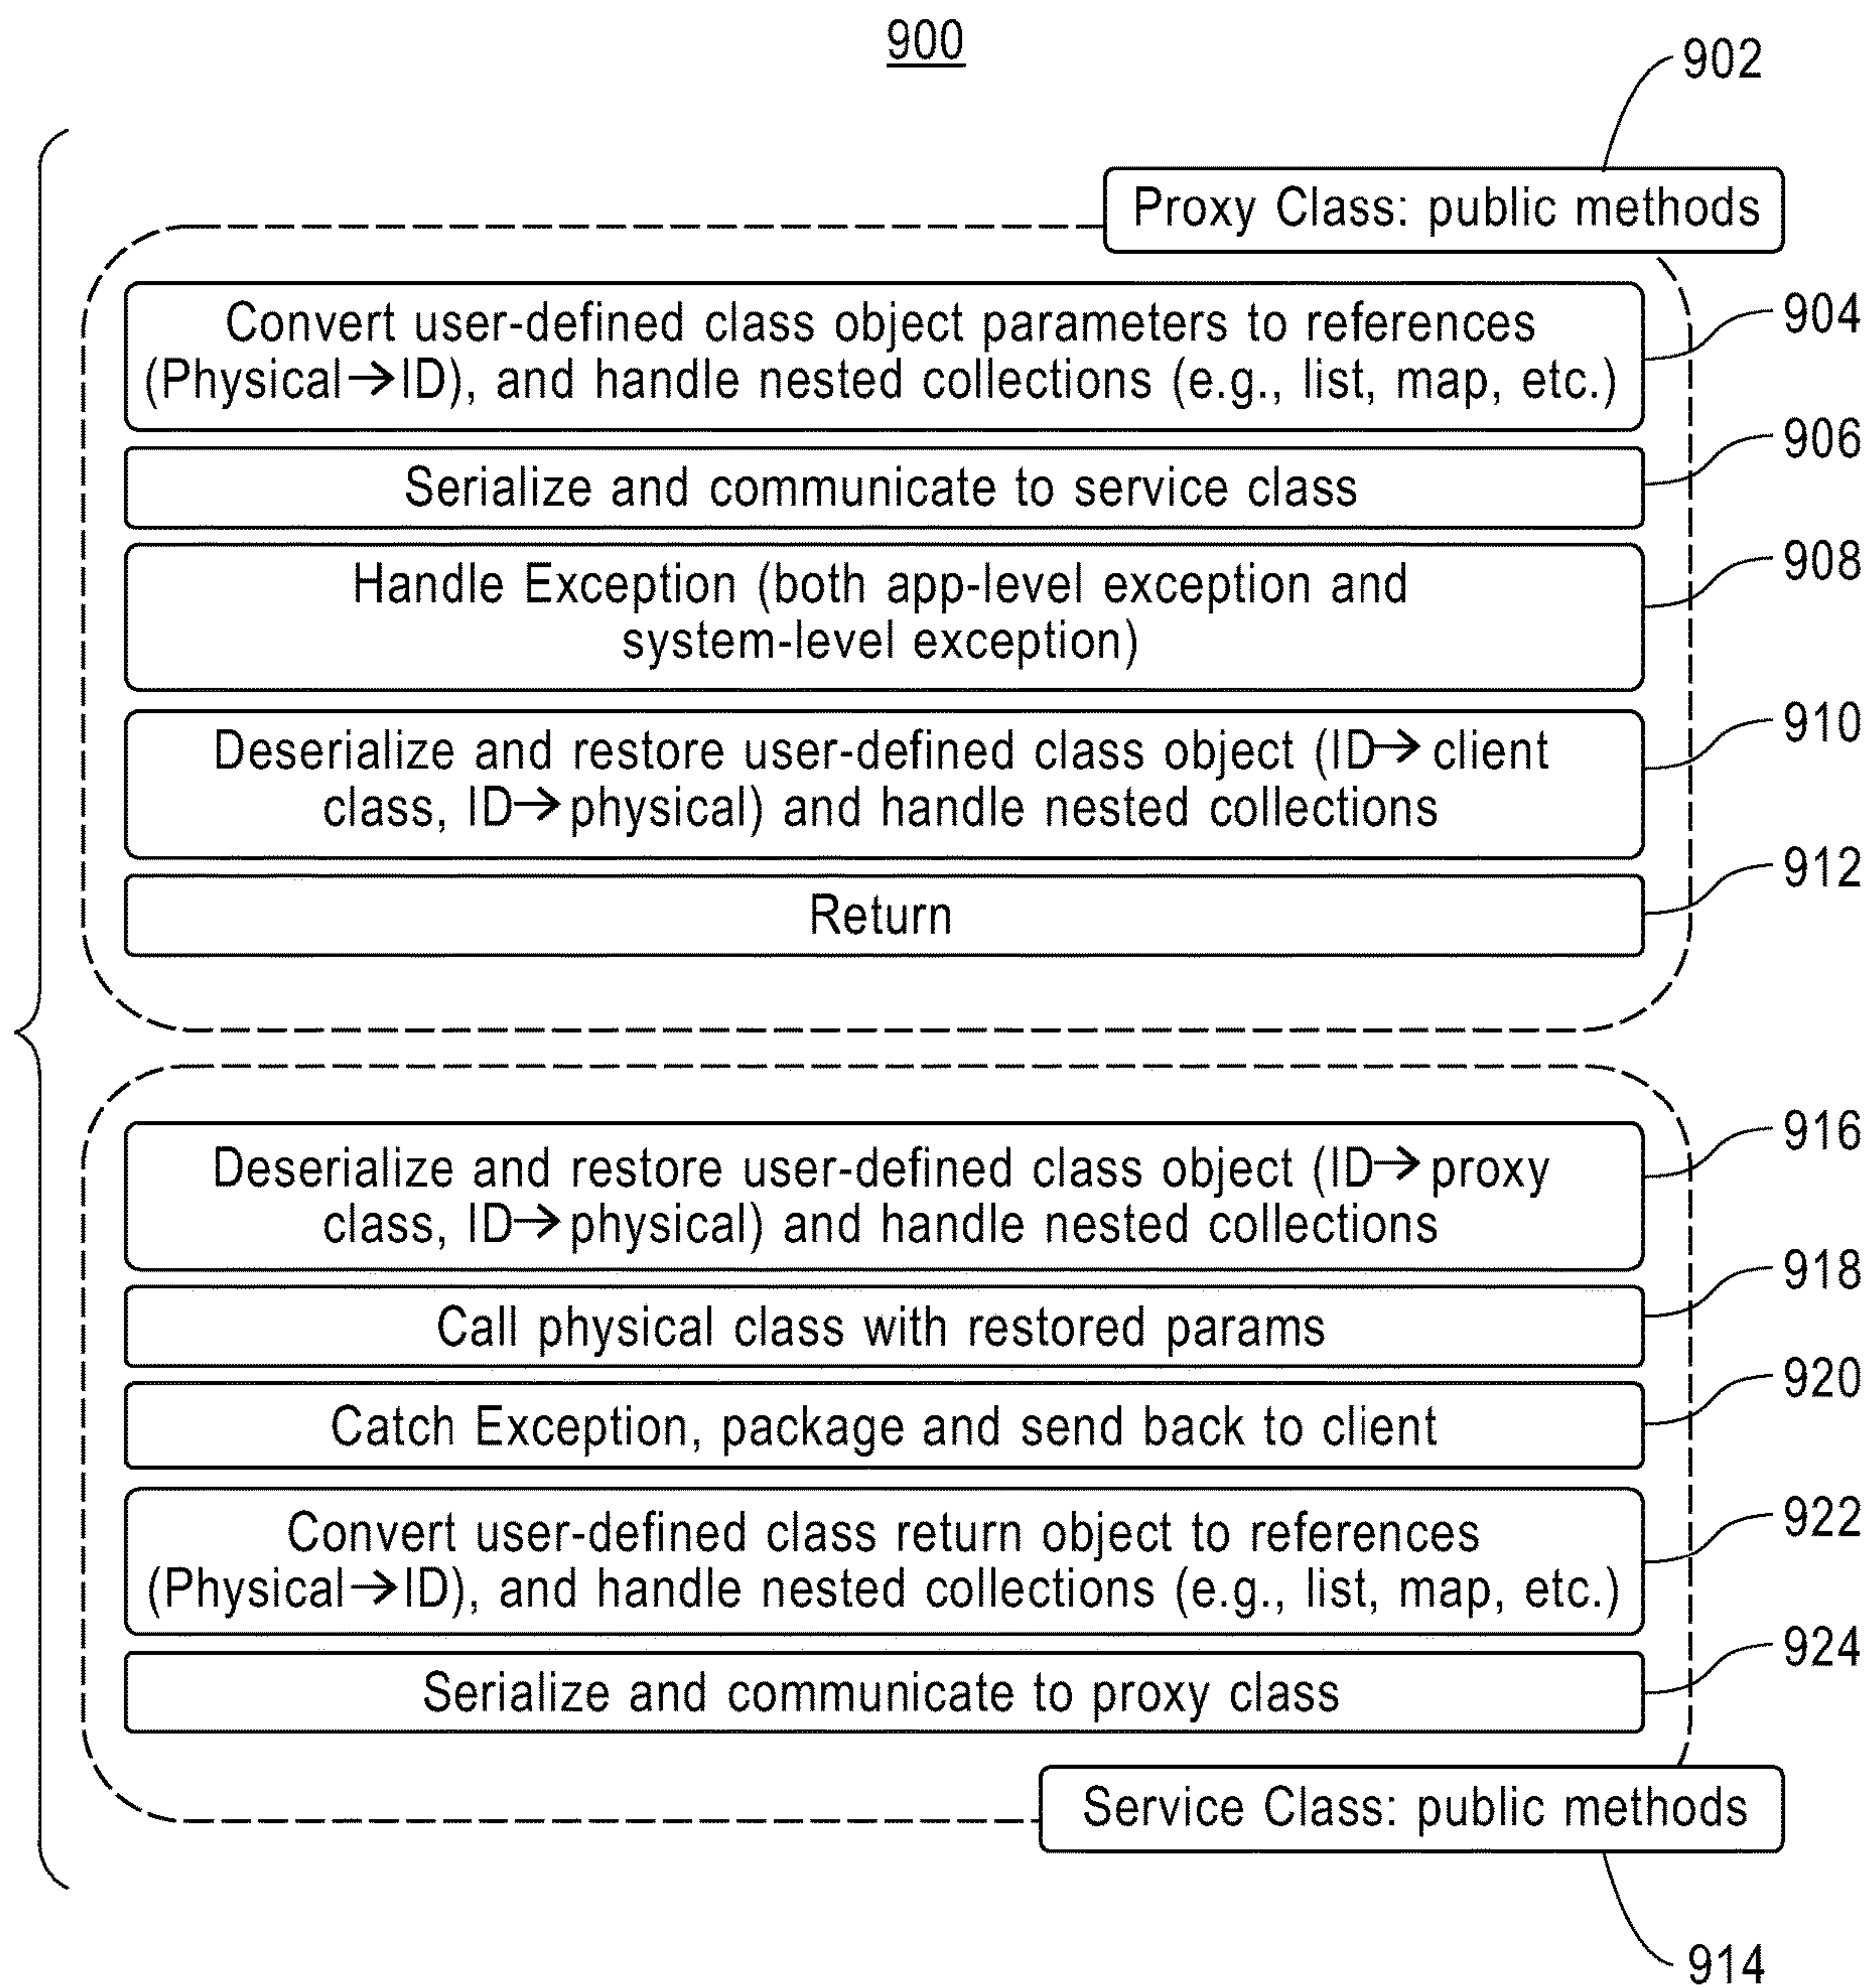 900
902
Proxy Class: public methods
Convert user-defined class object parameters to references
(Physical→ID), and handle nested collections (e.g., list, map, etc.)
904
Serialize and communicate to service class
906
Handle Exception (both app-level exception and
system-level exception)
908
Deserialize and restore user-defined class object (ID→client
class, ID→physical) and handle nested collections
910
Return
912
Deserialize and restore user-defined class object (ID→proxy
class, ID→physical) and handle nested collections
916
Call physical class with restored params
918
Catch Exception, package and send back to client
920
Convert user-defined class return object to references
(Physical→ID), and handle nested collections (e.g., list, map, etc.)
922
Serialize and communicate to proxy class
924
Service Class: public methods
914